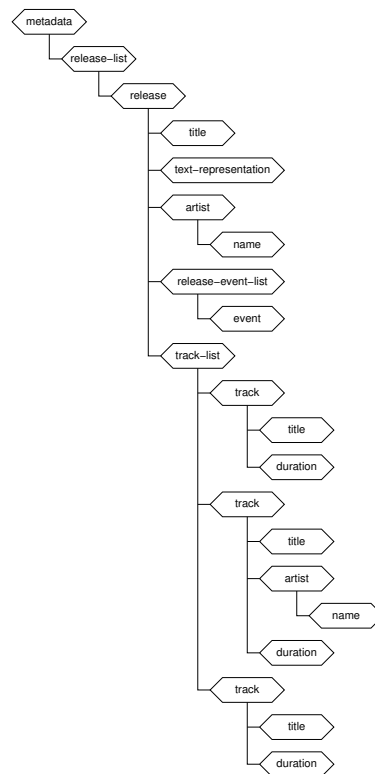 metadata
release−list
release
title
text−representation
artist
name
release−event−list
event
track−list
track
title
duration
track
title
artist
name
duration
track
title
duration